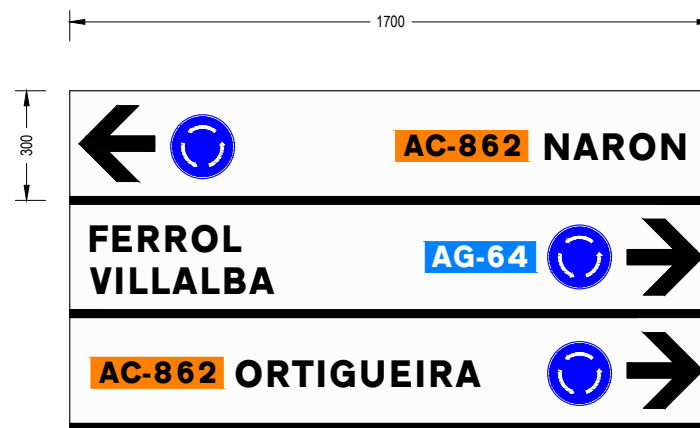 1700
300
AC-862 NARON
FERROL
VILLALBA
AG-64
AC-862 ORTIGUEIRA